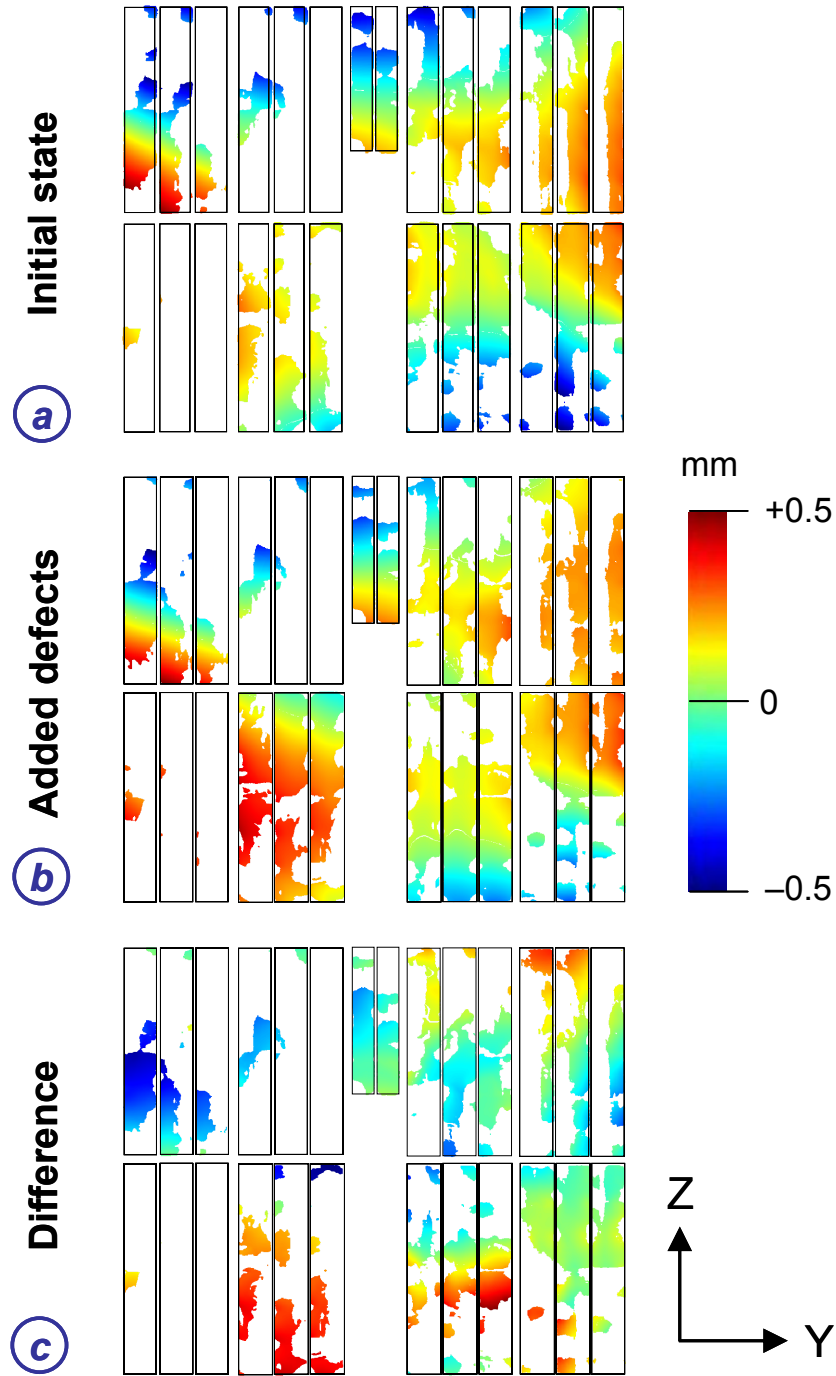 Initial state
a
Added defects
b
mm
+0.5
0
–0.5
Difference
c
Z
Y